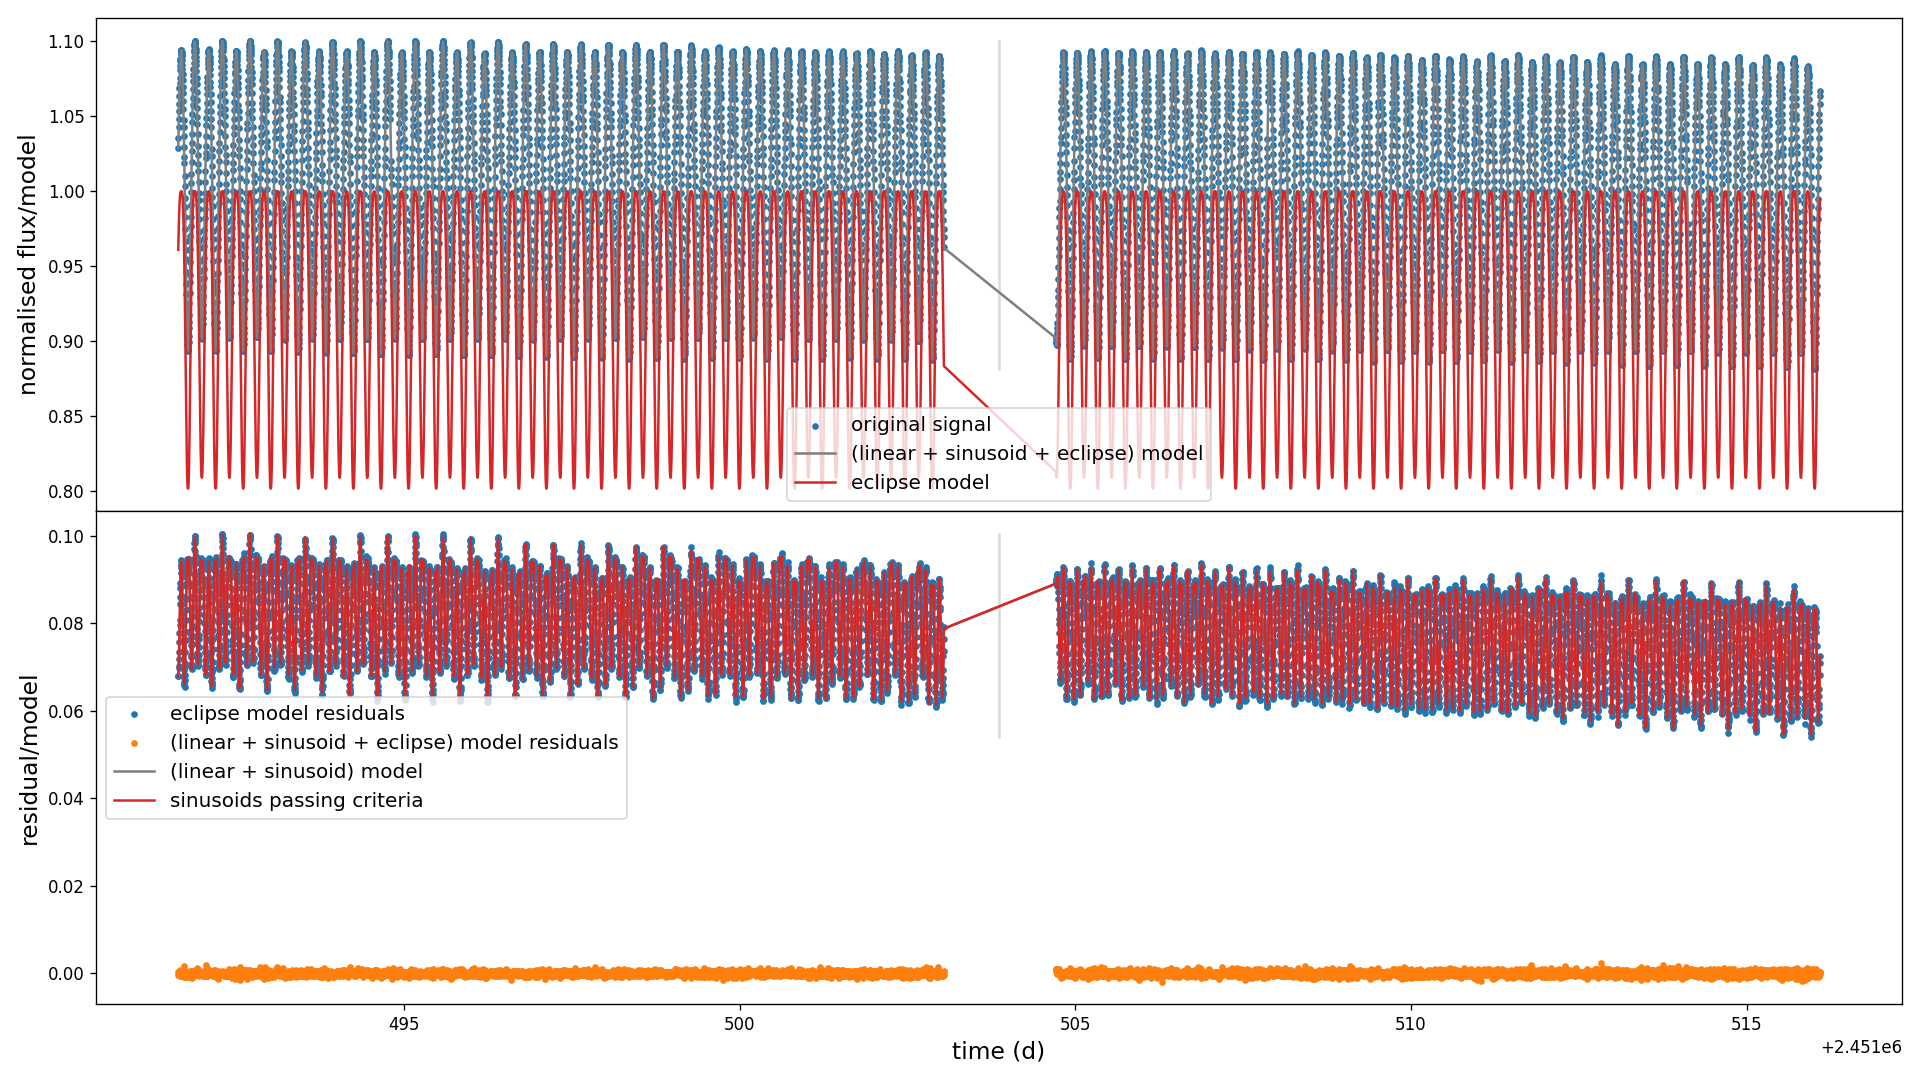 1.10
1.05
1.00
0.95
0.90
0.85
0.80
normalised flux/model
original signal
(linear + sinusoid + eclipse) model
eclipse model
0.10
0.08
0.06
0.04
0.02
0.00
residual/model
eclipse model residuals
(linear + sinusoid + eclipse) model residuals
(linear + sinusoid) model
sinusoids passing criteria
495
500
505
510
515
time (d)
+2.451e6